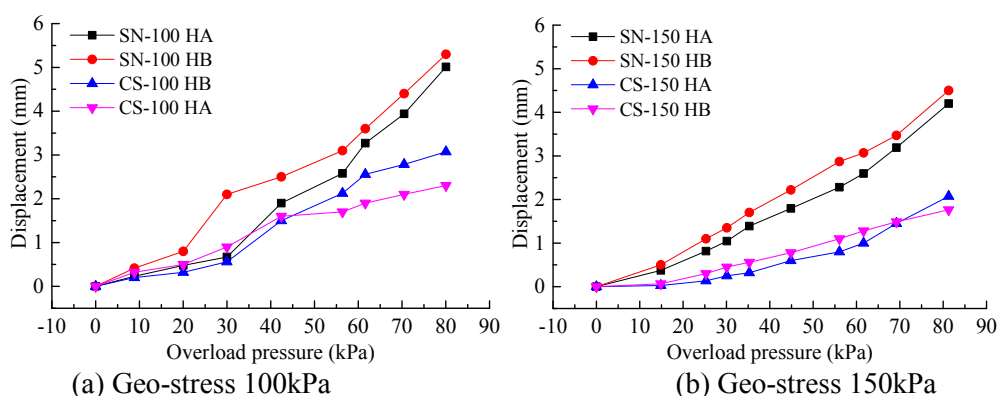 6
5
4
3
2
1
0
Displacement (mm)
SN-100 HA
SN-100 HB
CS-100 HB
CS-100 HA
-10 0 10 20 30 40 50 60 70 80 90
Overload pressure (kPa)
(a) Geo-stress 100kPa
6
5
4
3
2
1
0
Displacement (mm)
SN-150 HA
SN-150 HB
CS-150 HA
CS-150 HB
-10 0 10 20 30 40 50 60 70 80 90
Overload pressure (kPa)
(b) Geo-stress 150kPa